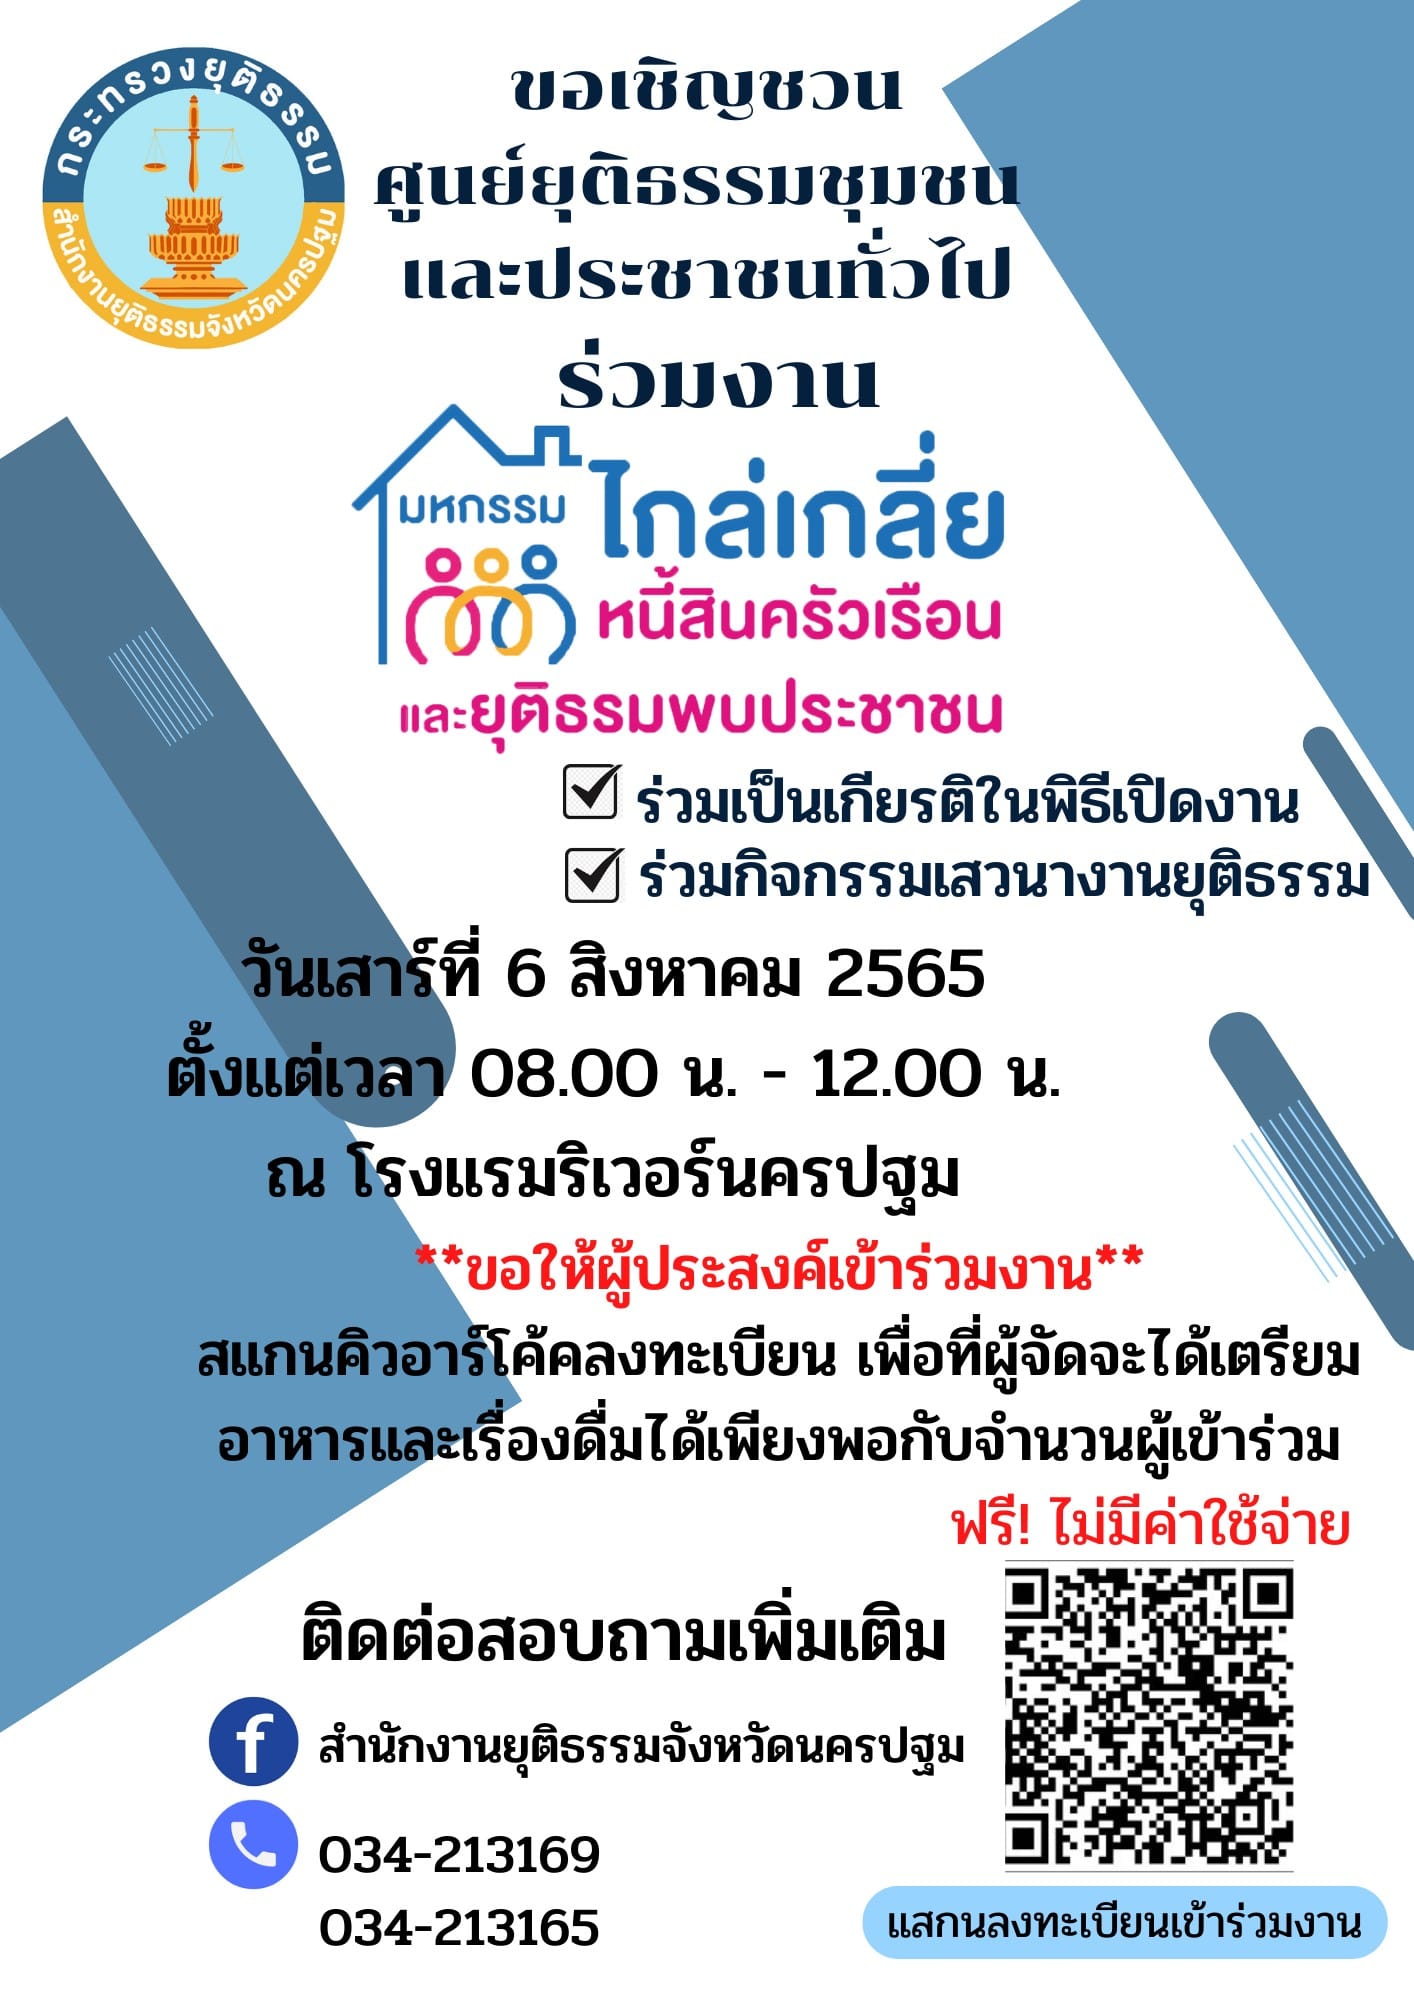 กระทรวงยุติธรรม
สำนักงานยุติธรรมจังหวัดนครปฐม
ขอเชิญชวน
ศูนย์ยุติธรรมชุมชน
และประชาชนทั่วไป
ร่วมงาน
มหกรรม
ไกล่เกลี่ย
หนี้สินครัวเรือน
และยุติธรรมพบประชาชน
ร่วมเป็นเกียรติในพิธีเปิดงาน
ร่วมกิจกรรมเสวนางานยุติธรรม
วันเสาร์ที่ 6 สิงหาคม 2565
ตั้งแต่เวลา 08.00 น. - 12.00 น.
ณ โรงแรมริเวอร์นครปฐม
**ขอให้ผู้ประสงค์เข้าร่วมงาน**
สแกนคิวอาร์โค้คลงทะเบียน เพื่อที่ผู้จัดจะได้เตรียม
อาหารและเรื่องดื่มได้เพียงพอกับจำนวนผู้เข้าร่วม
ฟรี! ไม่มีค่าใช้จ่าย
ติดต่อสอบถามเพิ่มเติม
f สำนักงานยุติธรรมจังหวัดนครปฐม
034-213169
034-213165
แสกนลงทะเบียนเข้าร่วมงาน